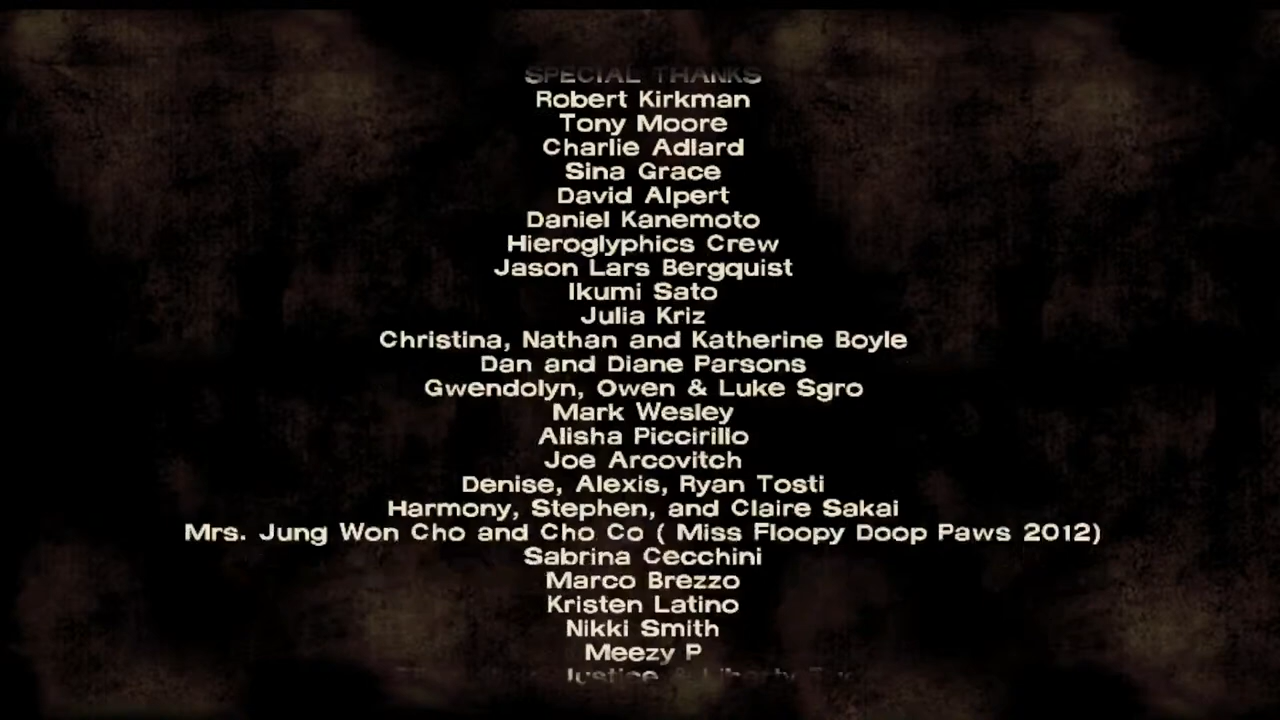 SPECIAL THANKS
Robert Kirkman
Tony Moore
Charlie Adlard
Sina Grace
David Alpert
Daniel Kanemoto
Hieroglyphics Crew
Jason Lars Bergquist
Ikumi Sato
Julia Kriz
Christina, Nathan and Katherine Boyle
Dan and Diane Parsons
Gwendolyn, Owen & Luke Sgro
Mark Wesley
Alisha Piccirillo
Joe Arcovitch
Denise, Alexis, Ryan Tosti
Harmony, Stephen, and Claire Sakai
Mrs. Jung Won Cho and Cho Co ( Miss Floopy Doop Paws 2012)
Sabrina Cecchini
Marco Brezzo
Kristen Latino
Nikki Smith
Meezy P
Justice & Liberty